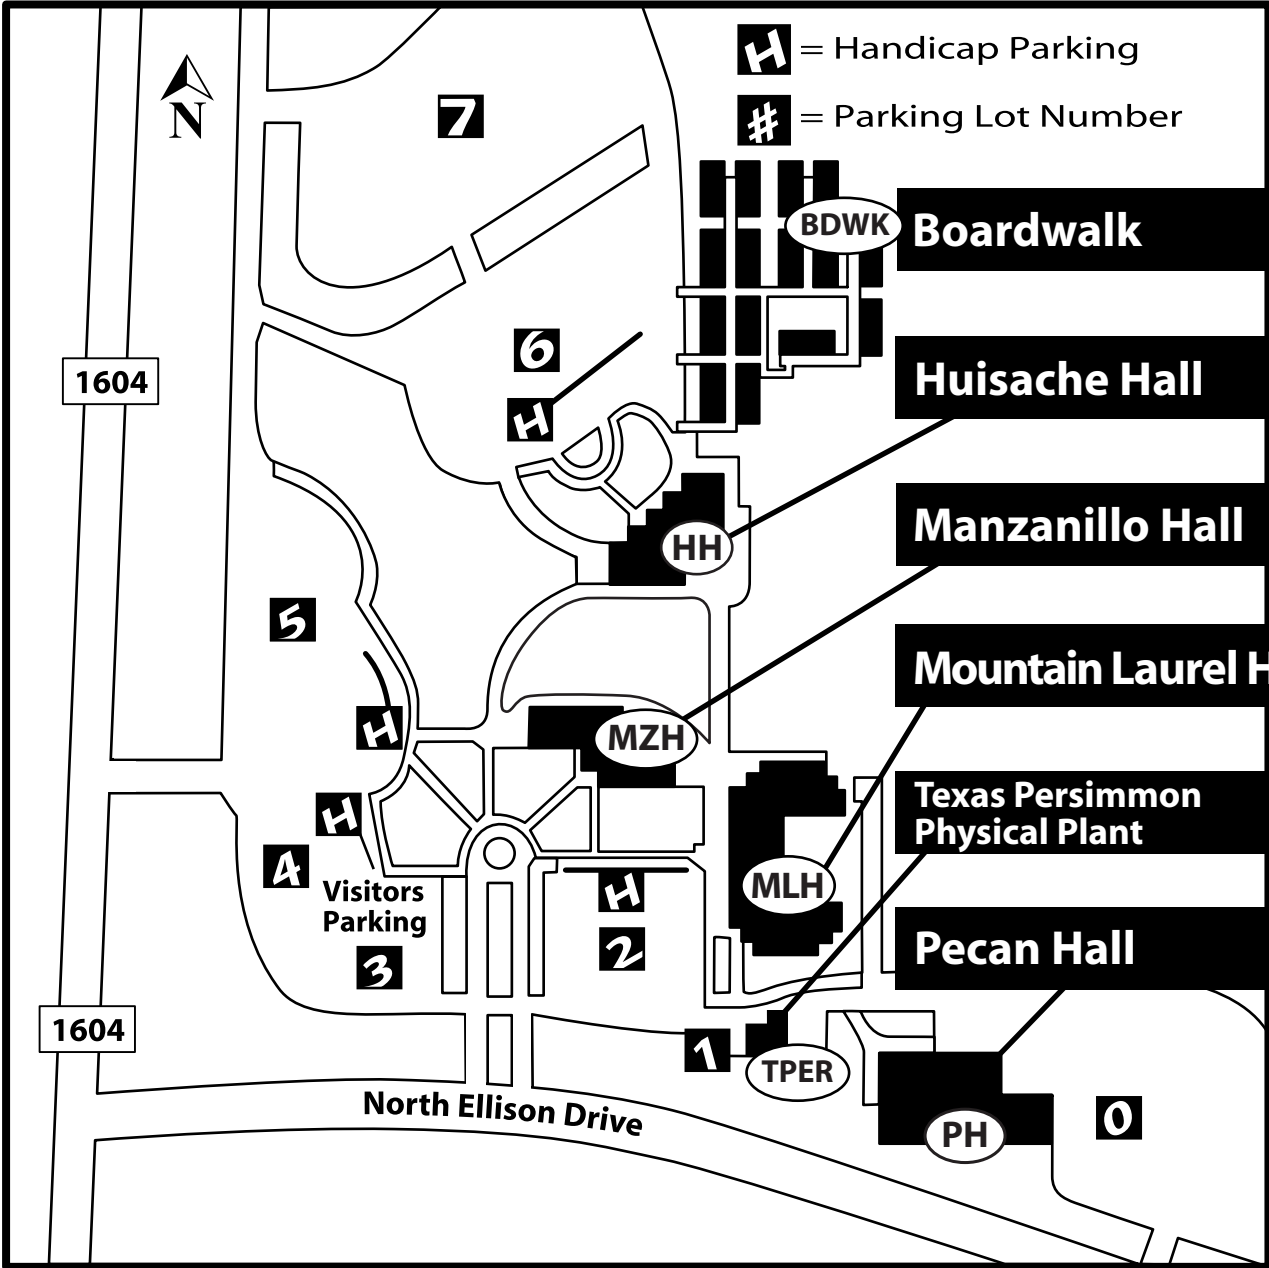 H = Handicap Parking
# = Parking Lot Number
N
7
BDWK
Boardwalk
6
H
1604
Huisache Hall
HH
Manzanillo Hall
5
H
MZH
Mountain Laurel H
H
4
Visitors
Parking
3
H
2
MLH
Texas Persimmon
Physical Plant
Pecan Hall
1604
1
TPER
North Ellison Drive
PH
0